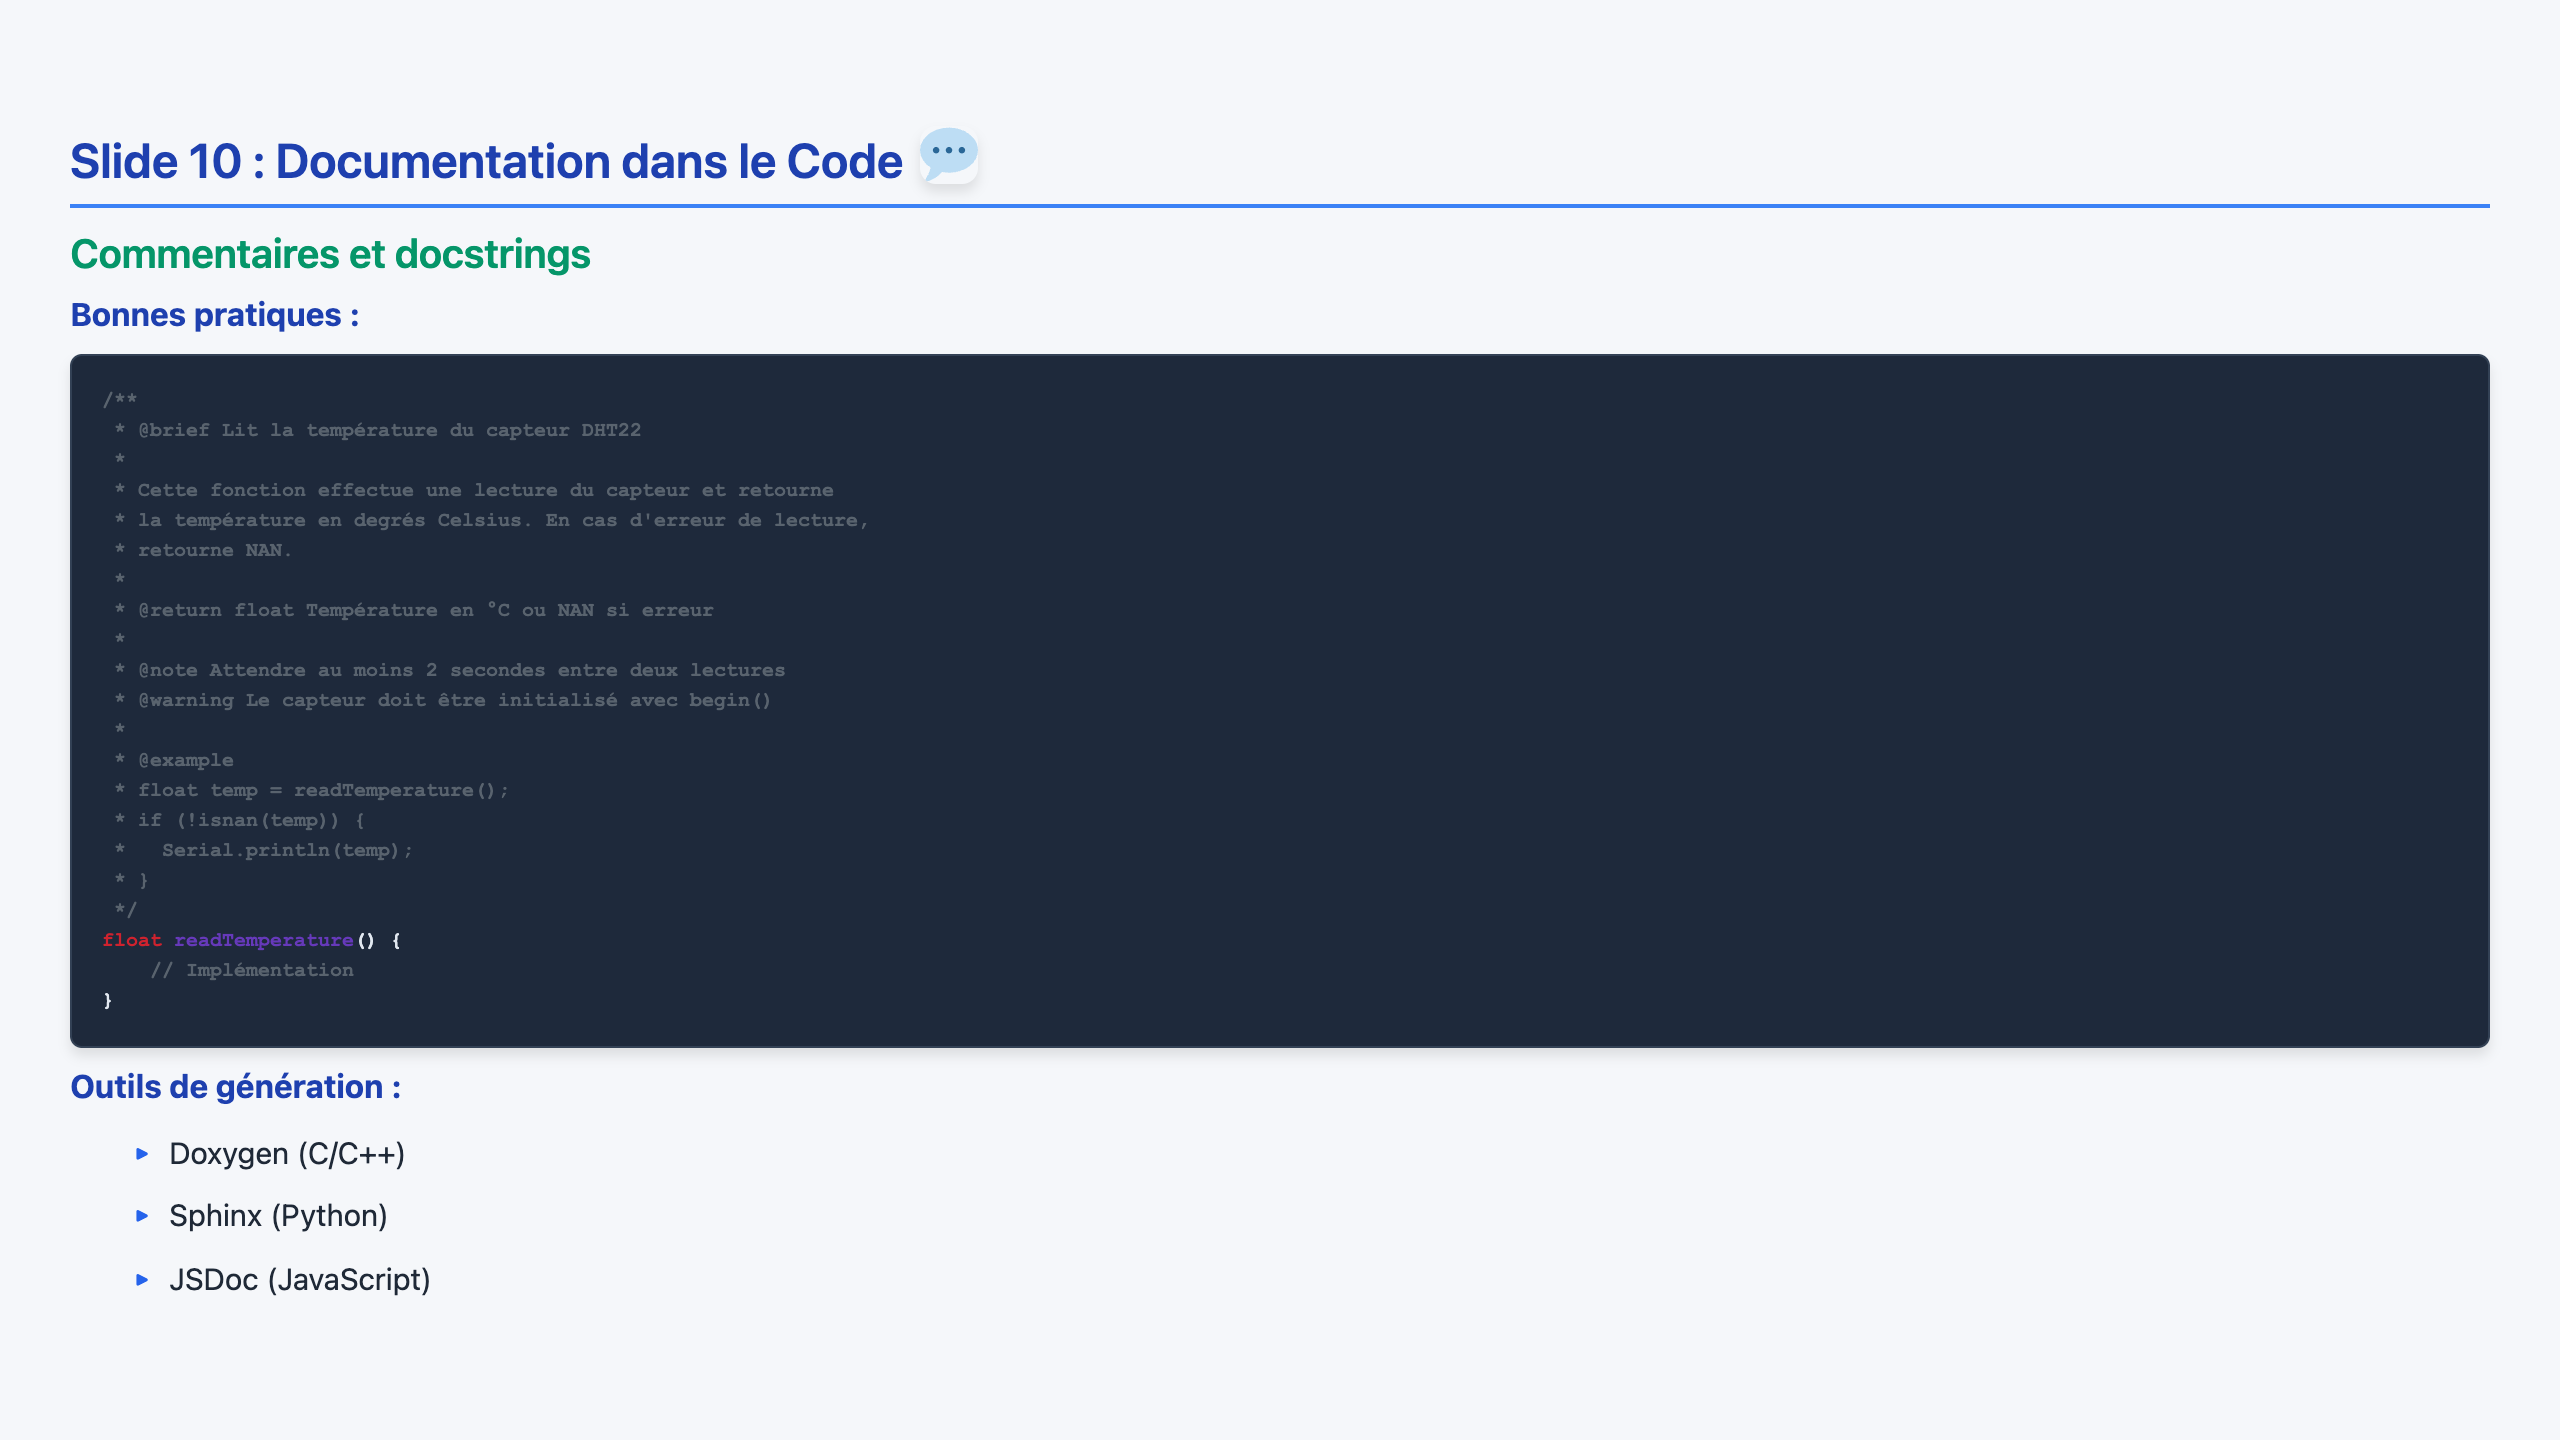 Slide 10 : Documentation dans le Code 💬
Commentaires et docstrings
Bonnes pratiques :
/**
 * @brief Lit la température du capteur DHT22
 *
 * Cette fonction effectue une lecture du capteur et retourne
 * la température en degrés Celsius. En cas d'erreur de lecture,
 * retourne NAN.
 *
 * @return float Température en °C ou NAN si erreur
 *
 * @note Attendre au moins 2 secondes entre deux lectures
 * @warning Le capteur doit être initialisé avec begin()
 *
 * @example
 * float temp = readTemperature();
 * if (!isnan(temp)) {
 *   Serial.println(temp);
 * }
 */
float readTemperature() {
    // Implémentation
}
Outils de génération :
▸ Doxygen (C/C++)
▸ Sphinx (Python)
▸ JSDoc (JavaScript)